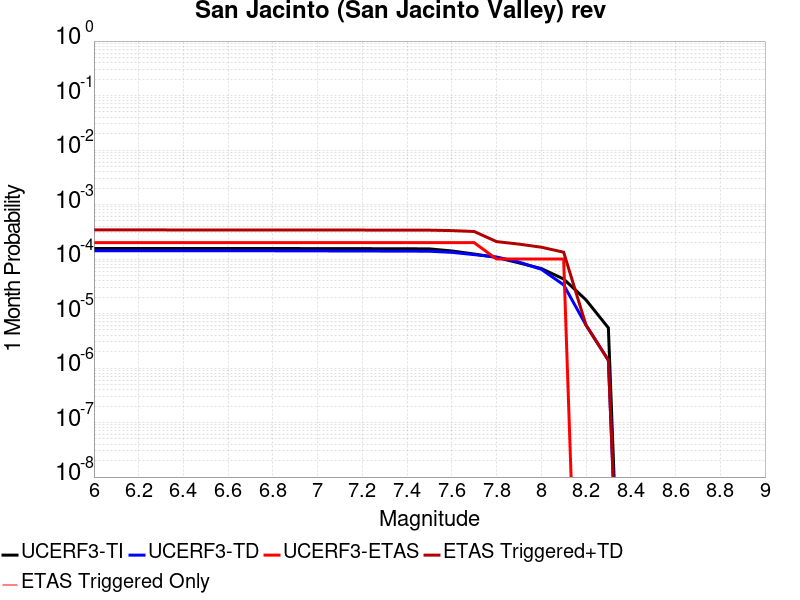 San Jacinto (San Jacinto Valley) rev
10 0
10 -1
10 -2
10 -3
10 -4
10 -5
10 -6
10 -7
10 -8
1 Month Probability
6 6.2 6.4 6.6 6.8 7 7.2 7.4 7.6 7.8 8 8.2 8.4 8.6 8.8 9
Magnitude
UCERF3-TI UCERF3-TD UCERF3-ETAS ETAS Triggered+TD
ETAS Triggered Only